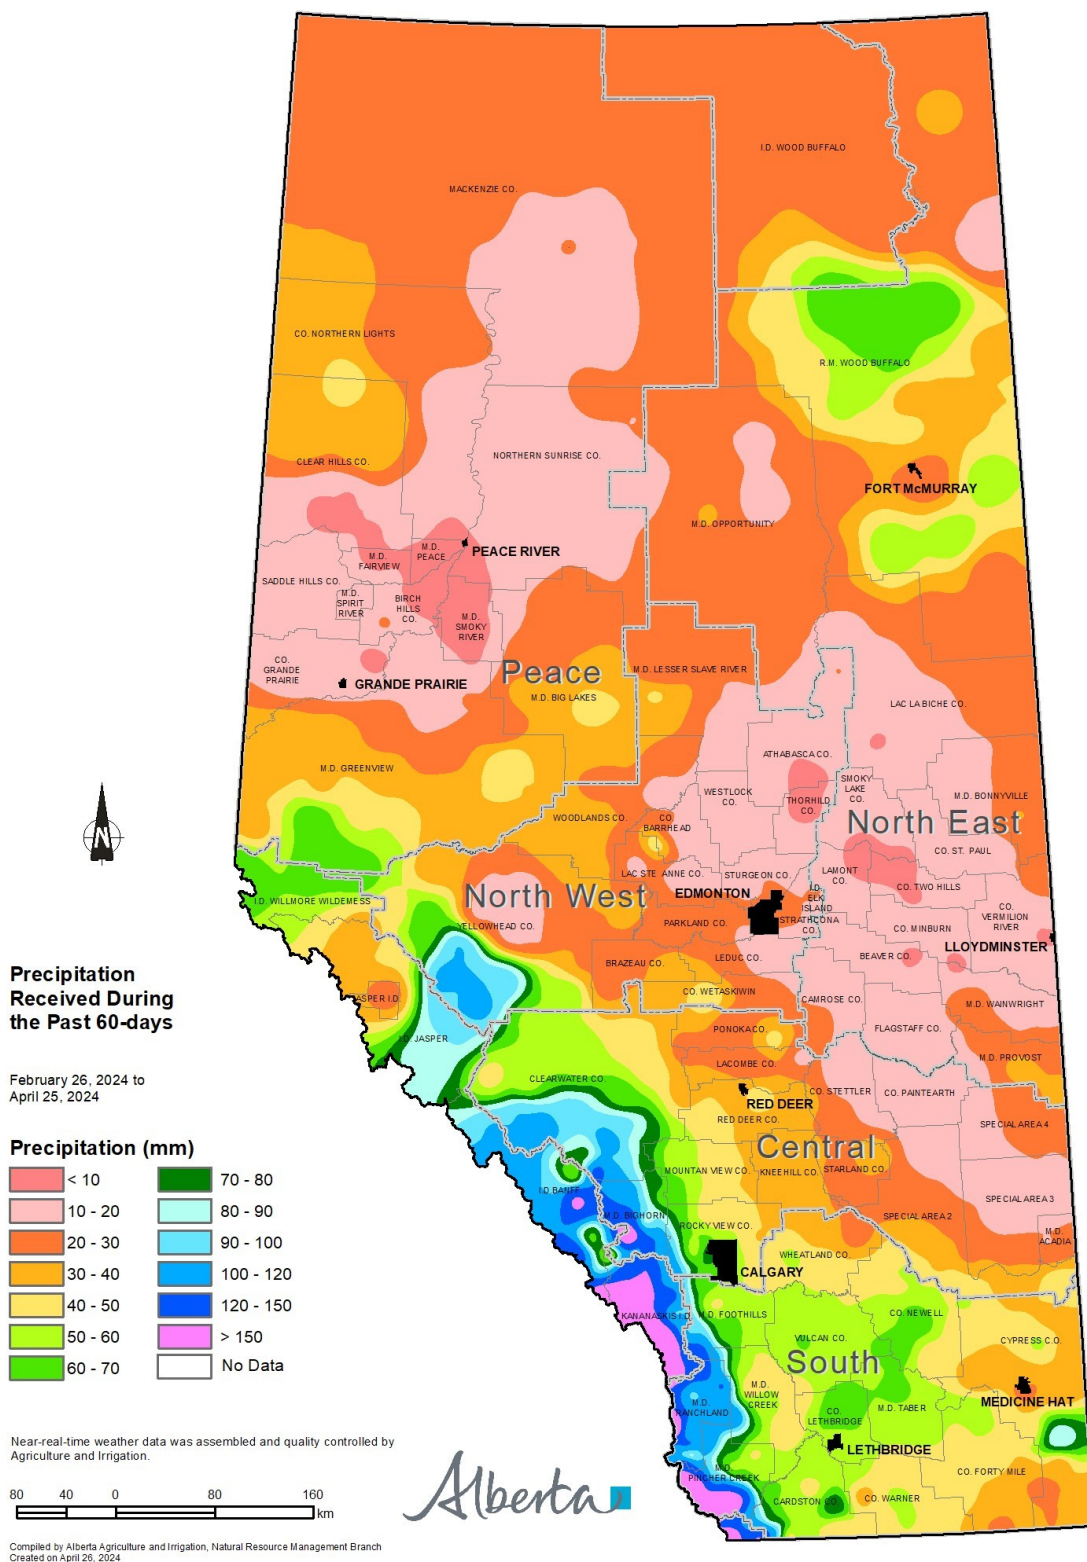 I.D. WOOD BUFFALO
MACKENZIE CO.
CO. NORTHERN LIGHTS
R.M. WOOD BUFFALO
CLEAR HILLS CO.
NORTHERN SUNRISE CO.
FORT McMURRAY
M.D. OPPORTUNITY
PEACE RIVER
M.D.
PEACE
M.D.
FAIRVIEW
SADDLE HILLS CO.
M.D.
SPIRIT
RIVER
BIRCH
HILLS
CO.
M.D.
SMOKY
RIVER
CO.
GRANDE
PRAIRIE
GRANDE PRAIRIE
Peace
M.D. LESSER SLAVE RIVER
M.D. BIG LAKES
LAC LA BICHE CO.
M.D. GREENVIEW
ATHABASCA CO.
WESTLOCK
CO.
THORHILD
CO.
SMOKY
LAKE
CO.
M.D. BONNYVILLE
WOODLANDS CO.
CO.
BARRHEAD
North East
CO. ST. PAUL
LAC STE ANNE CO.
STURGEON CO.
LAMONT
CO.
CO. TWO HILLS
I.D. WILLMORE WILDERNESS
North West
EDMONTON
I.D.
ELK
ISLAND
STRATHCONA
CO.
CO.
VERMILION
RIVER
YELLOWHEAD CO.
PARKLAND CO.
CO. MINBURN
LLOYDMINSTER
BRAZEAU CO.
LEDUC CO.
BEAVER CO.
N
CO. WETASKIWIN
CAMROSE CO.
M.D. WAINWRIGHT
JASPER I.D.
PONOKA CO.
FLAGSTAFF CO.
I.D. JASPER
M.D. PROVOST
LACOMBE CO.
CLEARWATER CO.
CO. STETTLER
CO. PAINTEARTH
RED DEER
RED DEER CO.
SPECIAL AREA 4
Central
MOUNTAN VIEW CO.
KNEEHILL CO.
STARLAND CO.
I.D BANFF
SPECIAL AREA 3
M.D. BIGHORN
ROCKY VIEW CO.
SPECIAL AREA 2
M.D.
ACADIA
WHEATLAND CO.
CALGARY
KANANASKIS I.D.
M.D. FOOTHILLS
CO. NEWELL
VULCAN CO.
CYPRESS C.O.
South
M.D.
WILLOW
CREEK
M.D.
RANCHLAND
CO.
LETHBRIDGE
M.D. TABER
MEDICINE HAT
LETHBRIDGE
M.D.
PINCHER CREEK
CO. FORTY MILE
CARDSTON CO.
CO. WARNER
Precipitation
Received During
the Past 60-days
February 26, 2024 to
April 25, 2024
Precipitation (mm)
< 10
10 - 20
20 - 30
30 - 40
40 - 50
50 - 60
60 - 70
70 - 80
80 - 90
90 - 100
100 - 120
120 - 150
> 150
No Data
Near-real-time weather data was assembled and quality controlled by
Agriculture and Irrigation.
80 40 0 80 160
km
Alberta
Compiled by Alberta Agriculture and Irrigation, Natural Resource Management Branch
Created on April 26, 2024